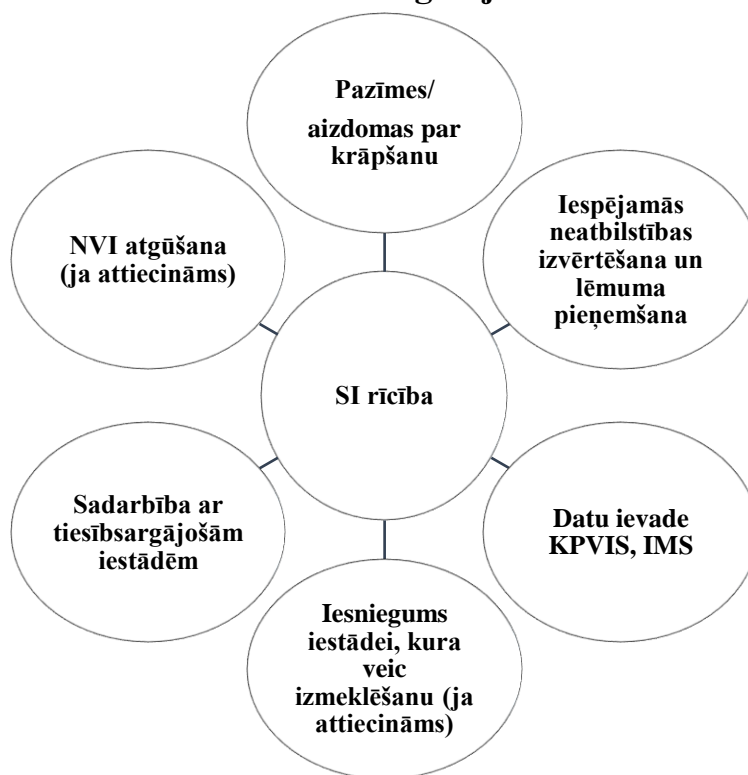 Pazīmes/
aizdomas par
krāpšanu
Iespējamās
neatbilstības
izvērtēšana un
lēmuma
pieņemšana
NVI atgūšana
(ja attiecināms)
SI rīcība
Sadarbība ar
tiesībsargājošām
iestādēm
Datu ievade
KPVIS, IMS
Iesniegums
iestādei, kura
veic
izmeklēšanu (ja
attiecināms)